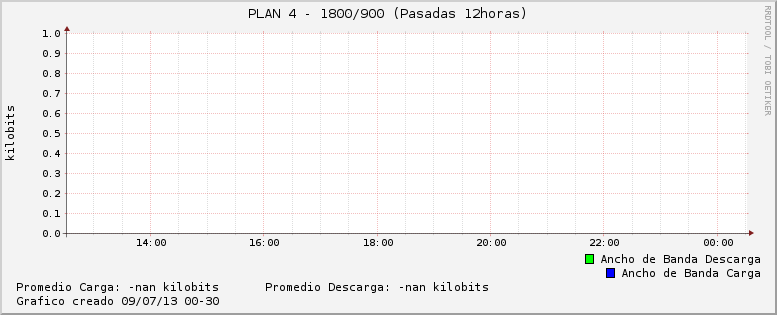 PLAN 4 - 1800/900 (Pasadas 12horas)
RRDTOOL / TOBI OETIKER
kilobits
1.0
0.9
0.8
0.7
0.6
0.5
0.4
0.3
0.2
0.1
0.0
14:00 16:00 18:00 20:00 22:00 00:00
Ancho de Banda Descarga
Ancho de Banda Carga
Promedio Carga: -nan kilobits Promedio Descarga: -nan kilobits
Grafico creado 09/07/13 00-30